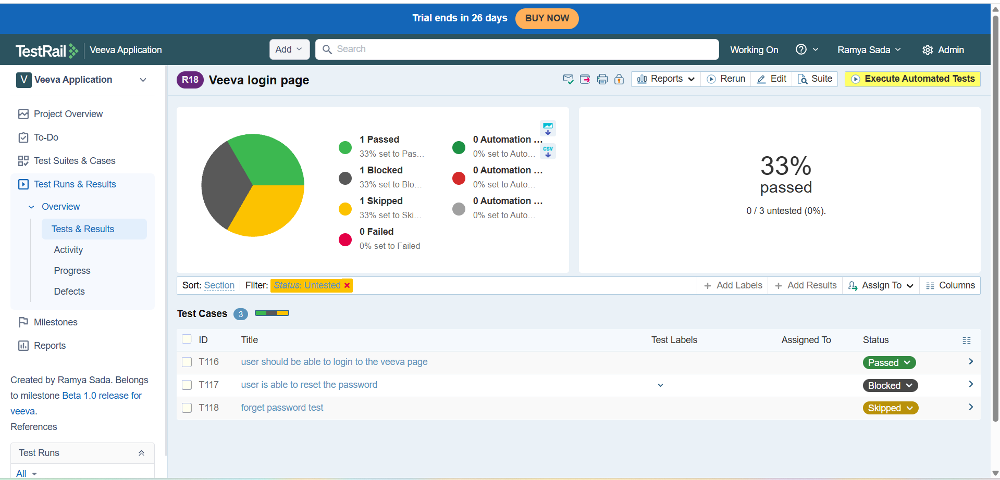 Trial ends in 26 days BUY NOW
TestRail Veeva Application Add Search Working On Ramya Sada Admin
V Veeva Application
R18 Veeva login page Reports Rerun Edit Suite Execute Automated Tests
Project Overview
To-Do
Test Suites & Cases
Test Runs & Results
Overview
Tests & Results
Activity
Progress
Defects
Milestones
Reports
Created by Ramya Sada. Belongs
to milestone Beta 1.0 release for
veeva.
References
Test Runs
All
1 Passed
33% set to Pas...
1 Blocked
33% set to Blo...
1 Skipped
33% set to Ski...
0 Failed
0% set to Failed
0 Automation ...
0% set to Auto...
0 Automation ...
0% set to Auto...
0 Automation ...
0% set to Auto...
CSV
33%
passed
0 / 3 untested (0%).
Sort: Section Filter: Status: Untested Add Labels Add Results Assign To Columns
Test Cases 3
ID Title Test Labels Assigned To Status
T116 user should be able to login to the veeva page Passed
T117 user is able to reset the password Blocked
T118 forget password test Skipped